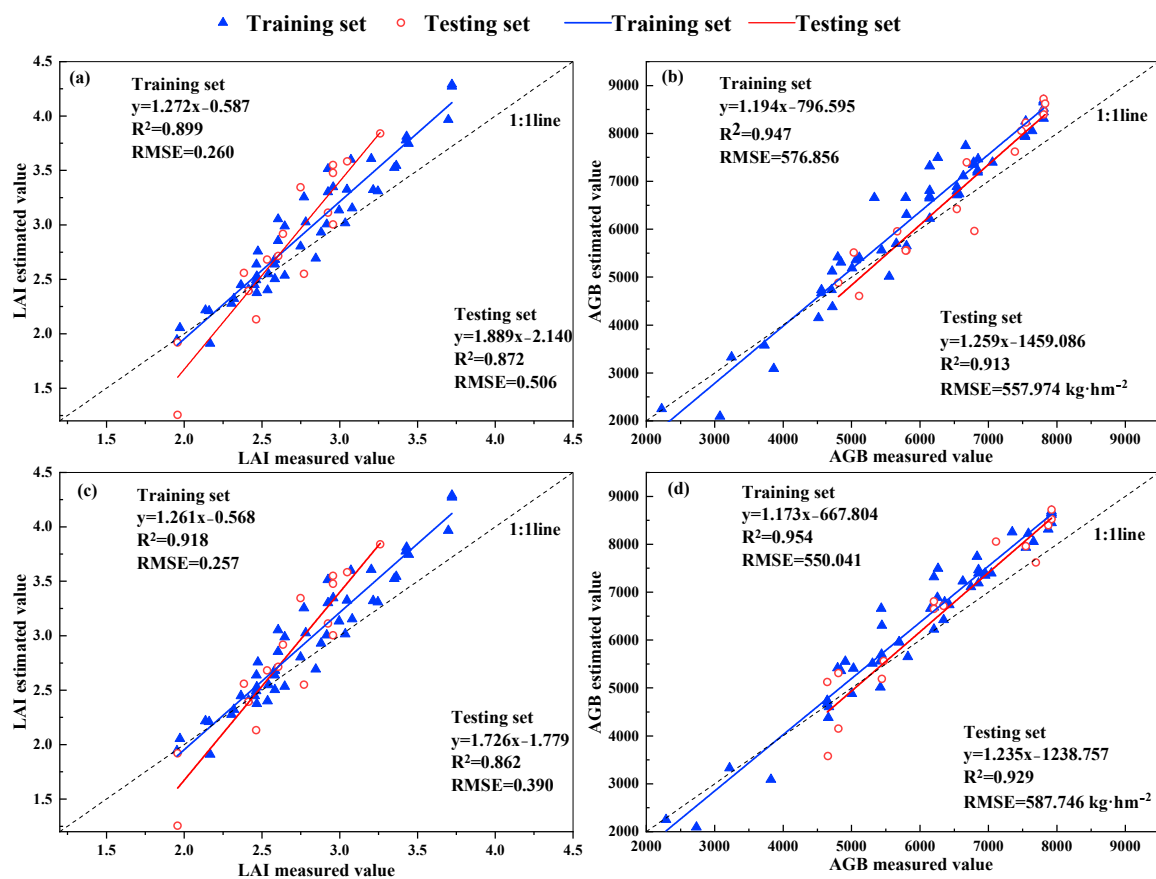 Training set Testing set Training set Testing set
(a)
Training set
y=1.272x-0.587
R²=0.899
RMSE=0.260
1:1line
Testing set
y=1.889x-2.140
R²=0.872
RMSE=0.506
4.5
4.0
3.5
3.0
2.5
2.0
1.5
LAI estimated value
1.5 2.0 2.5 3.0 3.5 4.0 4.5
LAI measured value
(b)
Training set
y=1.194x-796.595
R²=0.947
RMSE=576.856
1:1line
Testing set
y=1.259x-1459.086
R²=0.913
RMSE=557.974 kg·hm⁻²
9000
8000
7000
6000
5000
4000
3000
2000
AGB estimated value
2000 3000 4000 5000 6000 7000 8000 9000
AGB measured value
(c)
Training set
y=1.261x-0.568
R²=0.918
RMSE=0.257
1:1line
Testing set
y=1.726x-1.779
R²=0.862
RMSE=0.390
4.5
4.0
3.5
3.0
2.5
2.0
1.5
LAI estimated value
1.5 2.0 2.5 3.0 3.5 4.0 4.5
LAI measured value
(d)
Training set
y=1.173x-667.804
R²=0.954
RMSE=550.041
1:1line
Testing set
y=1.235x-1238.757
R²=0.929
RMSE=587.746 kg·hm⁻²
9000
8000
7000
6000
5000
4000
3000
2000
AGB estimated value
2000 3000 4000 5000 6000 7000 8000 9000
AGB measured value